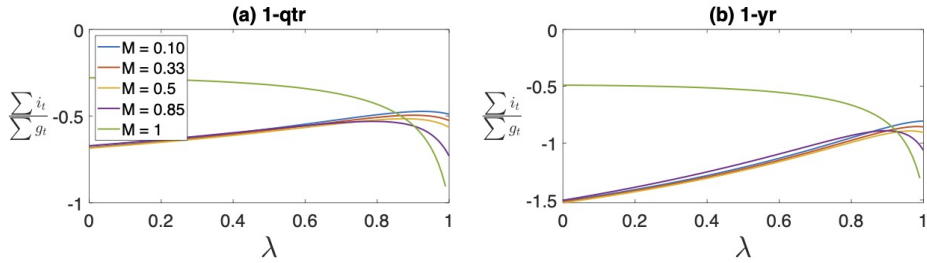 (a) 1-qtr
0
-0.5
-1
∑ i_t
∑ g_t
M = 0.10
M = 0.33
M = 0.5
M = 0.85
M = 1
0 0.2 0.4 0.6 0.8 1
λ
(b) 1-yr
0
-0.5
-1
-1.5
∑ i_t
∑ g_t
0 0.2 0.4 0.6 0.8 1
λ